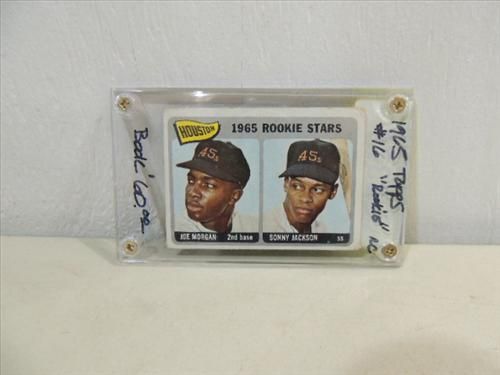 HOUSTON
1965 ROOKIE STARS
45s
45s
JOE MORGAN 2nd base
SONNY JACKSON SS
Book '60.00
1965 Topps
#16 "Rookie" RC